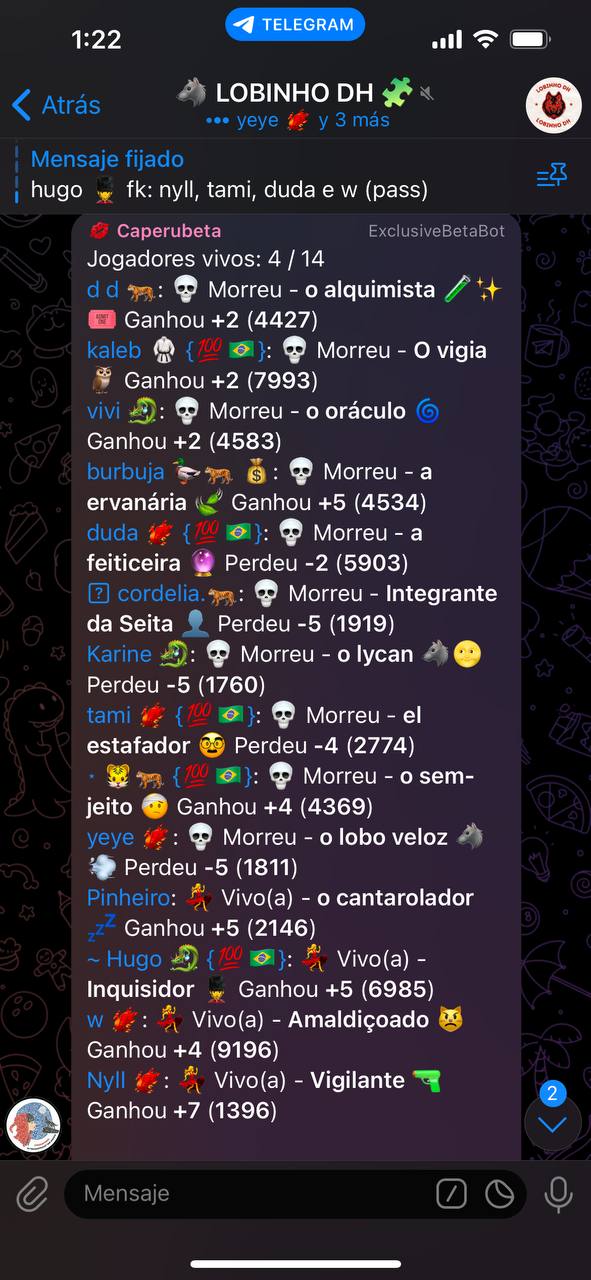 1:22
TELEGRAM
Atrás
🐺 LOBINHO DH 🧩
••• yeye 🐦‍🔥 y 3 más
LOBINHO DH
LOBINHO DH
Mensaje fijado
hugo 💂 fk: nyll, tami, duda e w (pass)
💋 Caperubeta ExclusiveBetaBot
Jogadores vivos: 4 / 14
d d 🐅: 💀 Morreu - o alquimista 🧪✨
🎟️ Ganhou +2 (4427)
kaleb 🥋 {💯 🇧🇷}: 💀 Morreu - O vigia
🦉 Ganhou +2 (7993)
vivi 🐉: 💀 Morreu - o oráculo 🌀
Ganhou +2 (4583)
burbuja 🦆🐅 💰: 💀 Morreu - a
ervanária 🌿 Ganhou +5 (4534)
duda 🐦‍🔥 {💯 🇧🇷}: 💀 Morreu - a
feiticeira 🔮 Perdeu -2 (5903)
? cordelia.🐅: 💀 Morreu - Integrante
da Seita 👤 Perdeu -5 (1919)
Karine 🐉: 💀 Morreu - o lycan 🐺🌝
Perdeu -5 (1760)
tami 🐦‍🔥 {💯 🇧🇷}: 💀 Morreu - el
estafador 🥸 Perdeu -4 (2774)
· 🐯🐅 {💯 🇧🇷}: 💀 Morreu - o sem-
jeito 🤕 Ganhou +4 (4369)
yeye 🐦‍🔥: 💀 Morreu - o lobo veloz 🐺
💨 Perdeu -5 (1811)
Pinheiro: 💃 Vivo(a) - o cantarolador
💤 Ganhou +5 (2146)
~ Hugo 🐉 {💯 🇧🇷}: 💃 Vivo(a) -
Inquisidor 💂 Ganhou +5 (6985)
w 🐦‍🔥: 💃 Vivo(a) - Amaldiçoado 😾
Ganhou +4 (9196)
Nyll 🐦‍🔥: 💃 Vivo(a) - Vigilante 🔫
Ganhou +7 (1396)
2
Mensaje